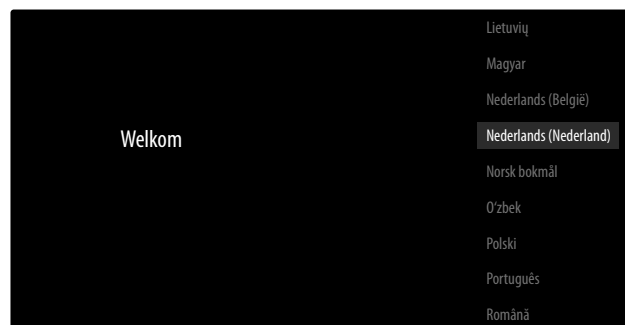 Welkom
Lietuvių
Magyar
Nederlands (België)
Nederlands (Nederland)
Norsk bokmål
O‘zbek
Polski
Português
Română